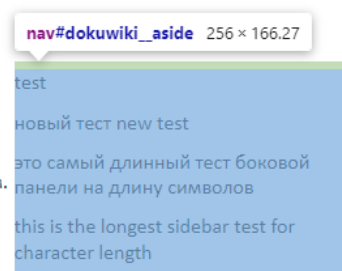 nav#dokuwiki__aside 256 × 166.27
test
новый тест new test
это самый длинный тест боковой
панели на длину символов
this is the longest sidebar test for
character length